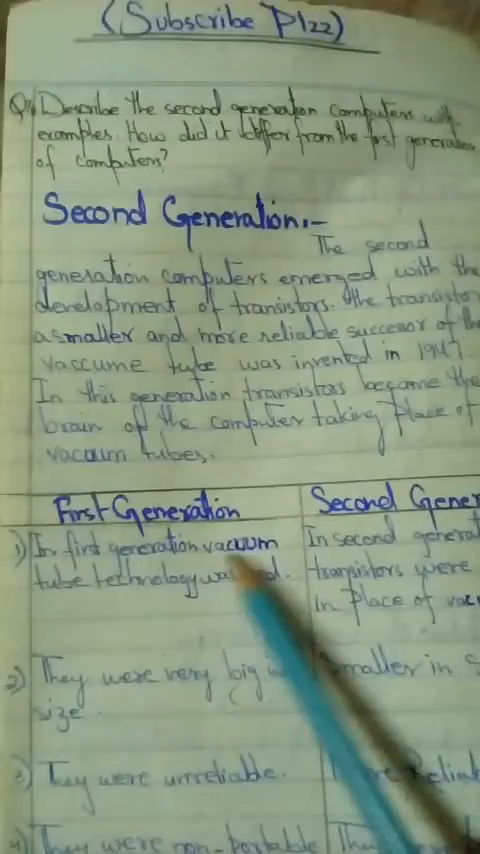 (Subscribe Plzz)
Q1 Describe the second generation computers with
examples. How did it differ from the first generation
of computers?
Second Generation:-
The second
generation computers emerged with the
development of transistors. The transistor
a smaller and more reliable successor of the
vaccume tube was invented in 1947.
In this generation transistors became the
brain of the computer taking place of
vacuum tubes.
First Generation
Second Gener
1) In first generation vacuum
tube technology was
In second genera
transistors were
in place of vac
2) They were very big
size.
smaller in s
3) They were unreliable.
Reliab
4) They were non-portable
They